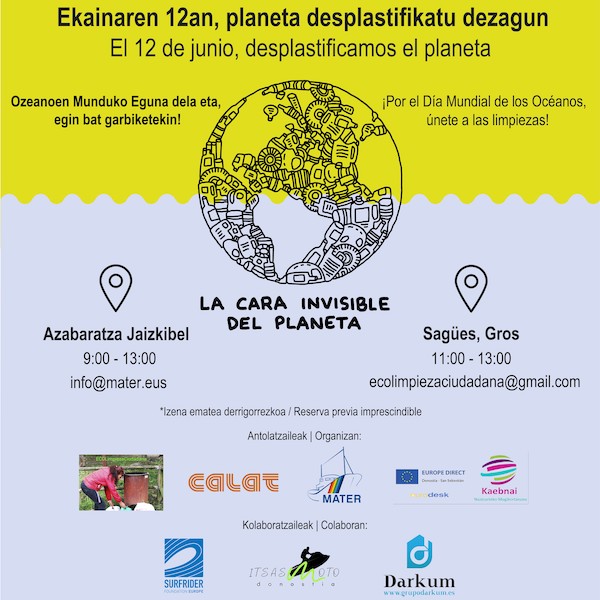 Ekainaren 12an, planeta desplastifikatu dezagun
El 12 de junio, desplastificamos el planeta
Ozeanoen Munduko Eguna dela eta,
egin bat garbiketekin!
¡Por el Día Mundial de los Océanos,
únete a las limpiezas!
LA CARA INVISIBLE
DEL PLANETA
Azabaratza Jaizkibel
9:00 - 13:00
info@mater.eus
Sagües, Gros
11:00 - 13:00
ecolimpiezaciudadana@gmail.com
*Izena ematea derrigorrezkoa / Reserva previa imprescindible
Antolatzaileak | Organizan:
CALAT
MATER
EUROPE DIRECT
Donostia - San Sebastián
desk
Kaebnai
Kolaboratzaileak | Colaboran:
SURFRIDER
FOUNDATION EUROPE
ITSASMOTO
donostia
Darkum
www.grupodarkum.es